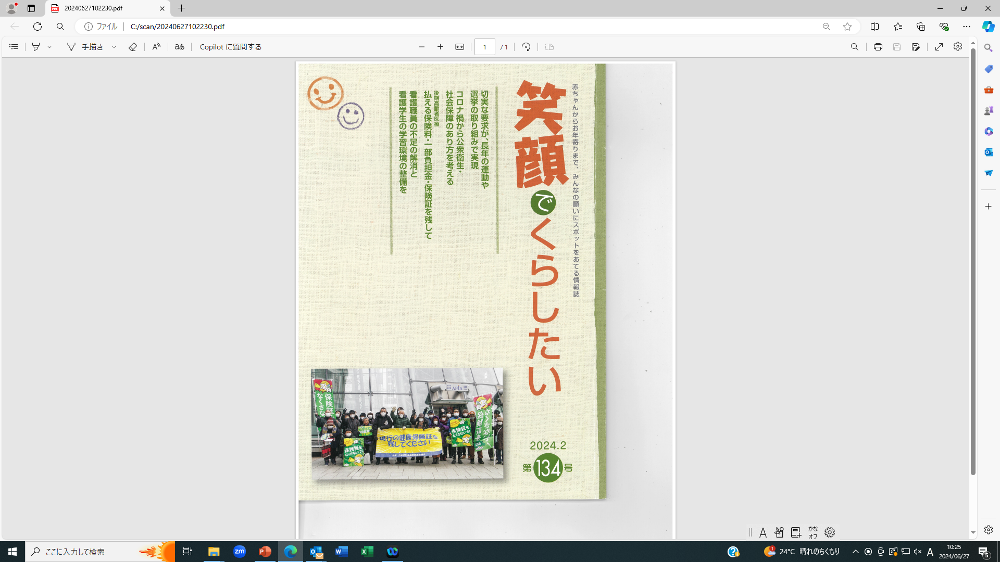 20240627102230.pdf
ファイル
C:/scan/20240627102230.pdf
手描き
aあ
Copilot に質問する
1
/ 1
赤ちゃんからお年寄りまで、みんなの願いにスポットをあてる情報誌
笑顔でくらしたい
切実な要求が、長年の運動や
選挙の取り組みで実現
コロナ禍から公衆衛生・
社会保障のあり方を考える
後期高齢者医療
払える保険料・一部負担金・保険証を残して
看護職員の不足の解消と
看護学生の学習環境の整備を
APIA
保険証を
なくさな
保険証を
なくさないで!
現行の健康保険証を
残してください
保険証を
なくさないで!
2024.2
第134号
A
かな
オフ
ここに入力して検索
zm
24°C 晴れのちくもり
A
10:25
2024/06/27
5